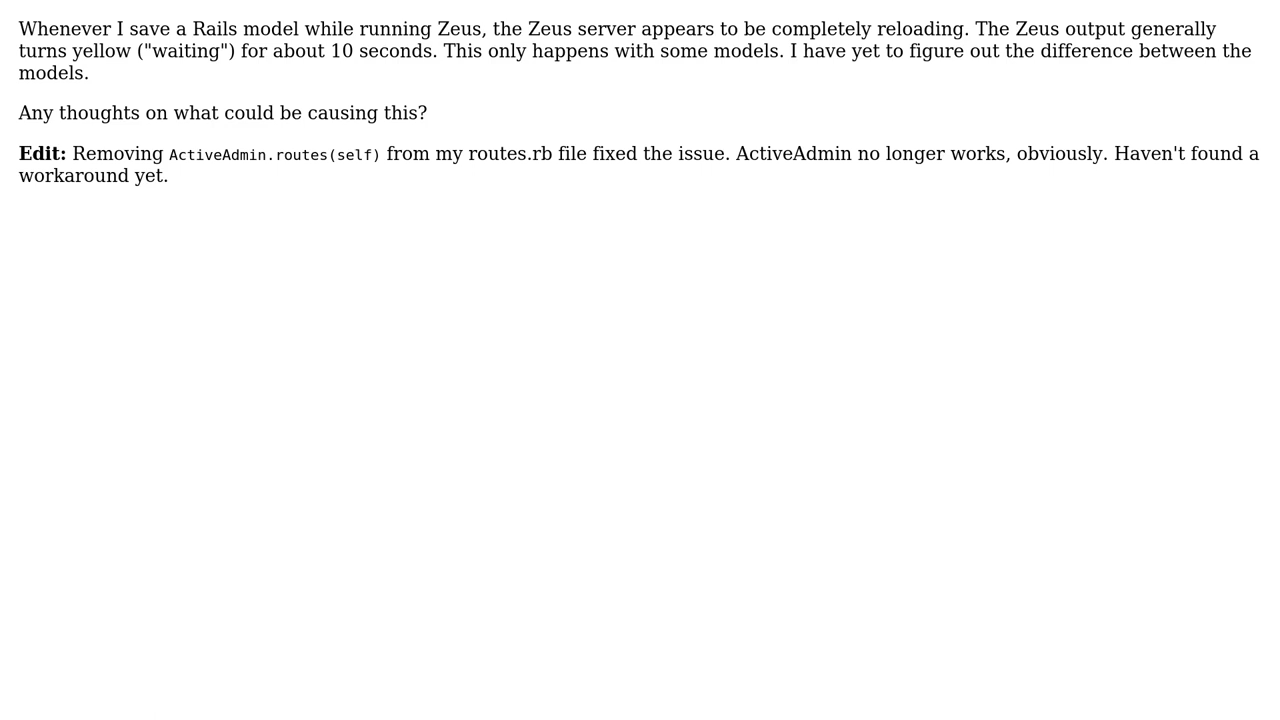 Whenever I save a Rails model while running Zeus, the Zeus server appears to be completely reloading. The Zeus output generally
turns yellow ("waiting") for about 10 seconds. This only happens with some models. I have yet to figure out the difference between the
models.
Any thoughts on what could be causing this?
Edit: Removing ActiveAdmin.routes(self) from my routes.rb file fixed the issue. ActiveAdmin no longer works, obviously. Haven't found a
workaround yet.